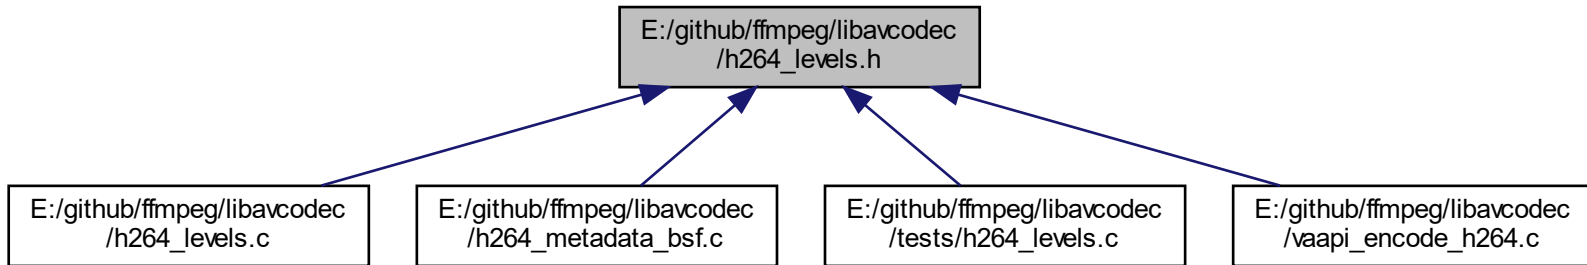 E:/github/ffmpeg/libavcodec
/h264_levels.h
E:/github/ffmpeg/libavcodec
/h264_levels.c
E:/github/ffmpeg/libavcodec
/h264_metadata_bsf.c
E:/github/ffmpeg/libavcodec
/tests/h264_levels.c
E:/github/ffmpeg/libavcodec
/vaapi_encode_h264.c